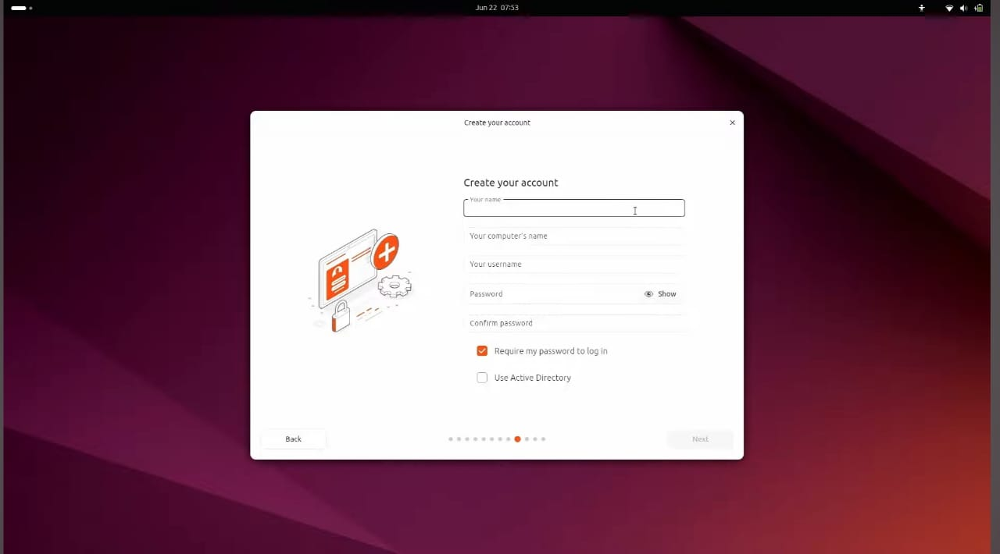 Jun 22 07:53
Create your account
Create your account
Your name
Your computer's name
Your username
Password
Show
Confirm password
Require my password to log in
Use Active Directory
Back
Next